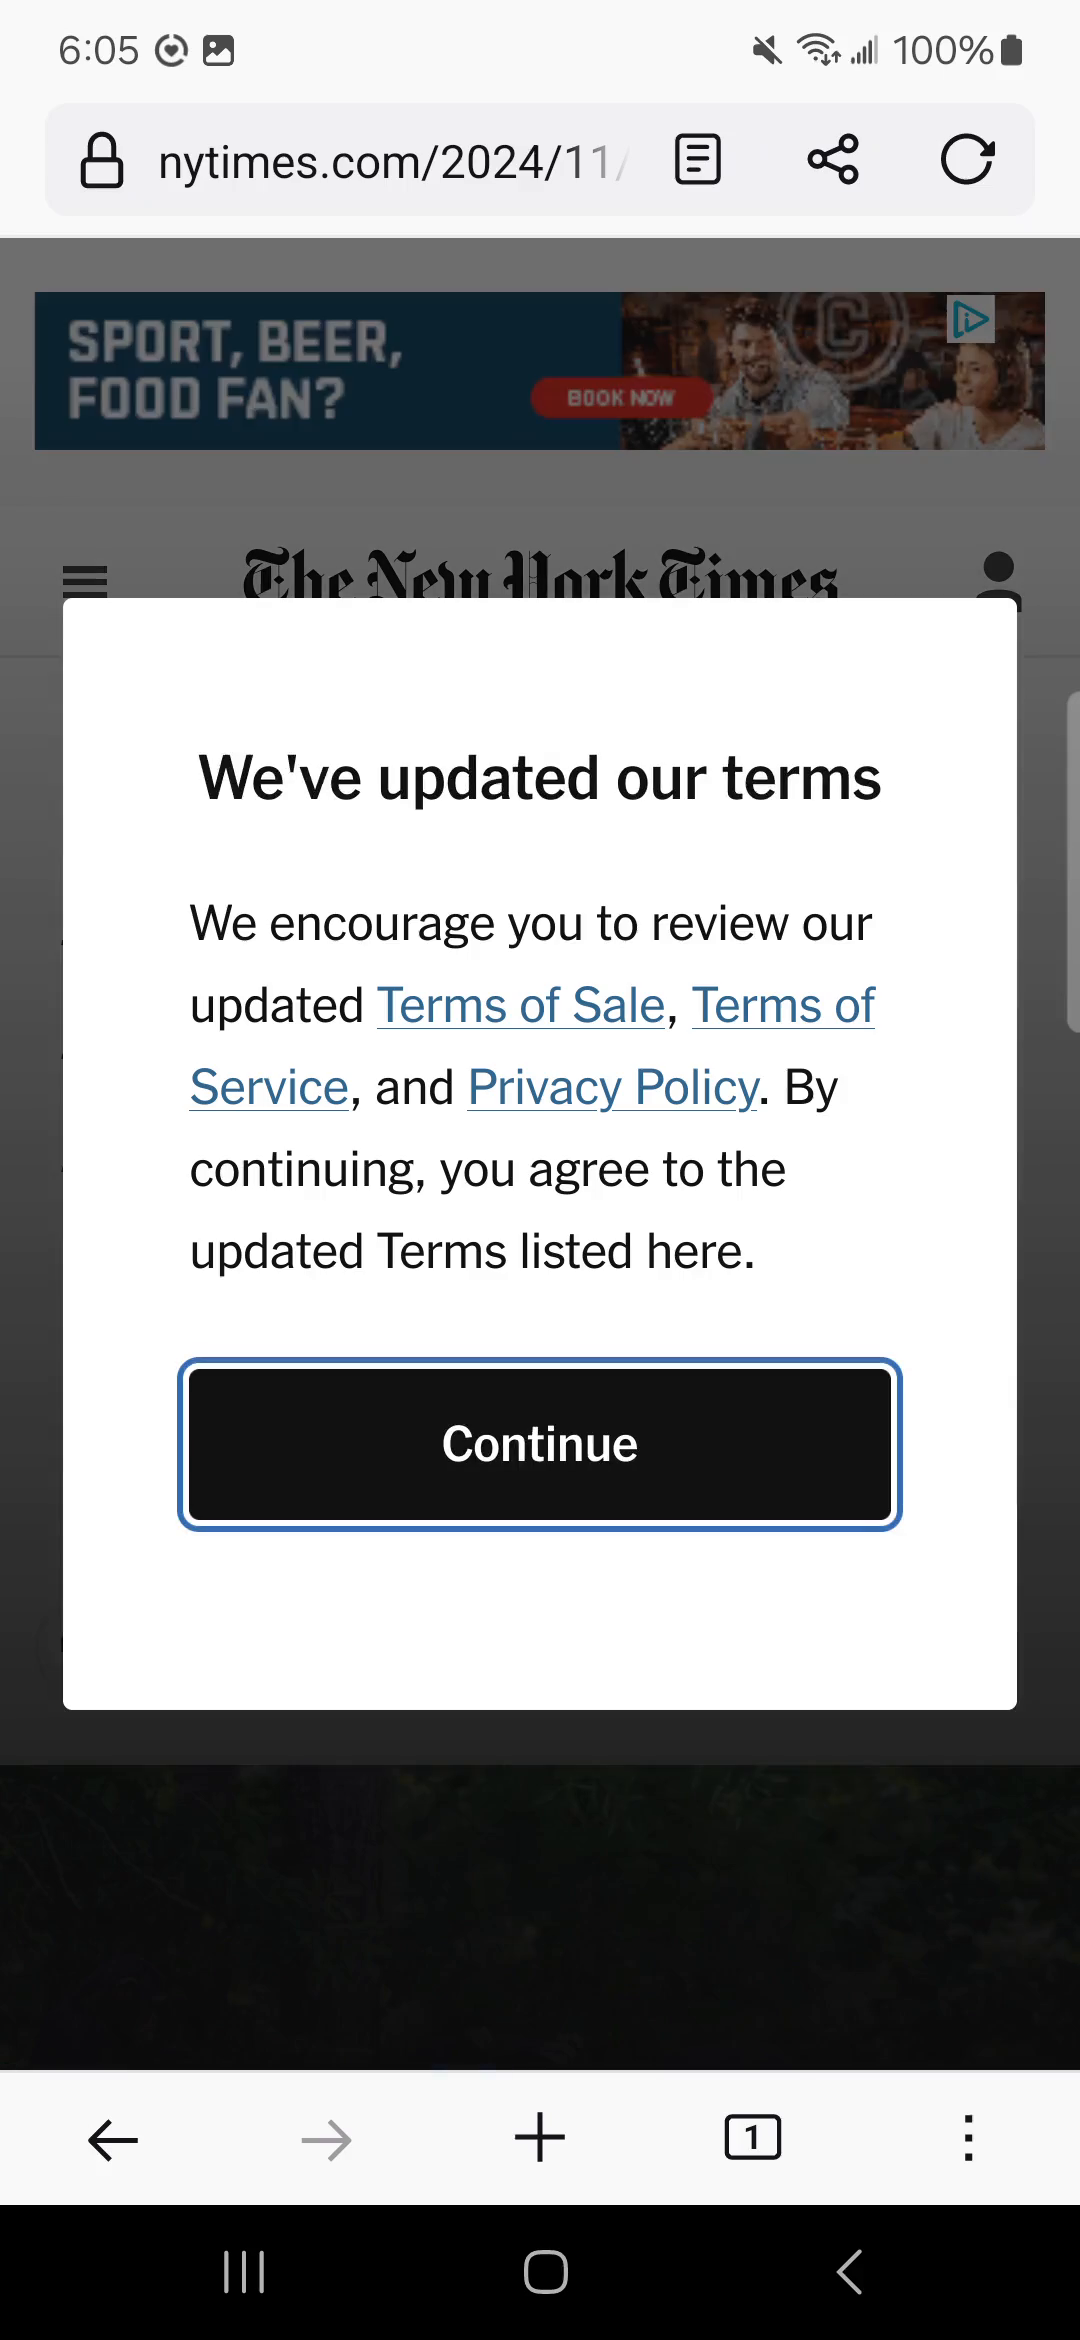 6:05
100%
nytimes.com/2024/11/
SPORT, BEER,
FOOD FAN?
BOOK NOW
C
The New York Times
We've updated our terms
We encourage you to review our
updated Terms of Sale, Terms of
Service, and Privacy Policy. By
continuing, you agree to the
updated Terms listed here.
Continue
1